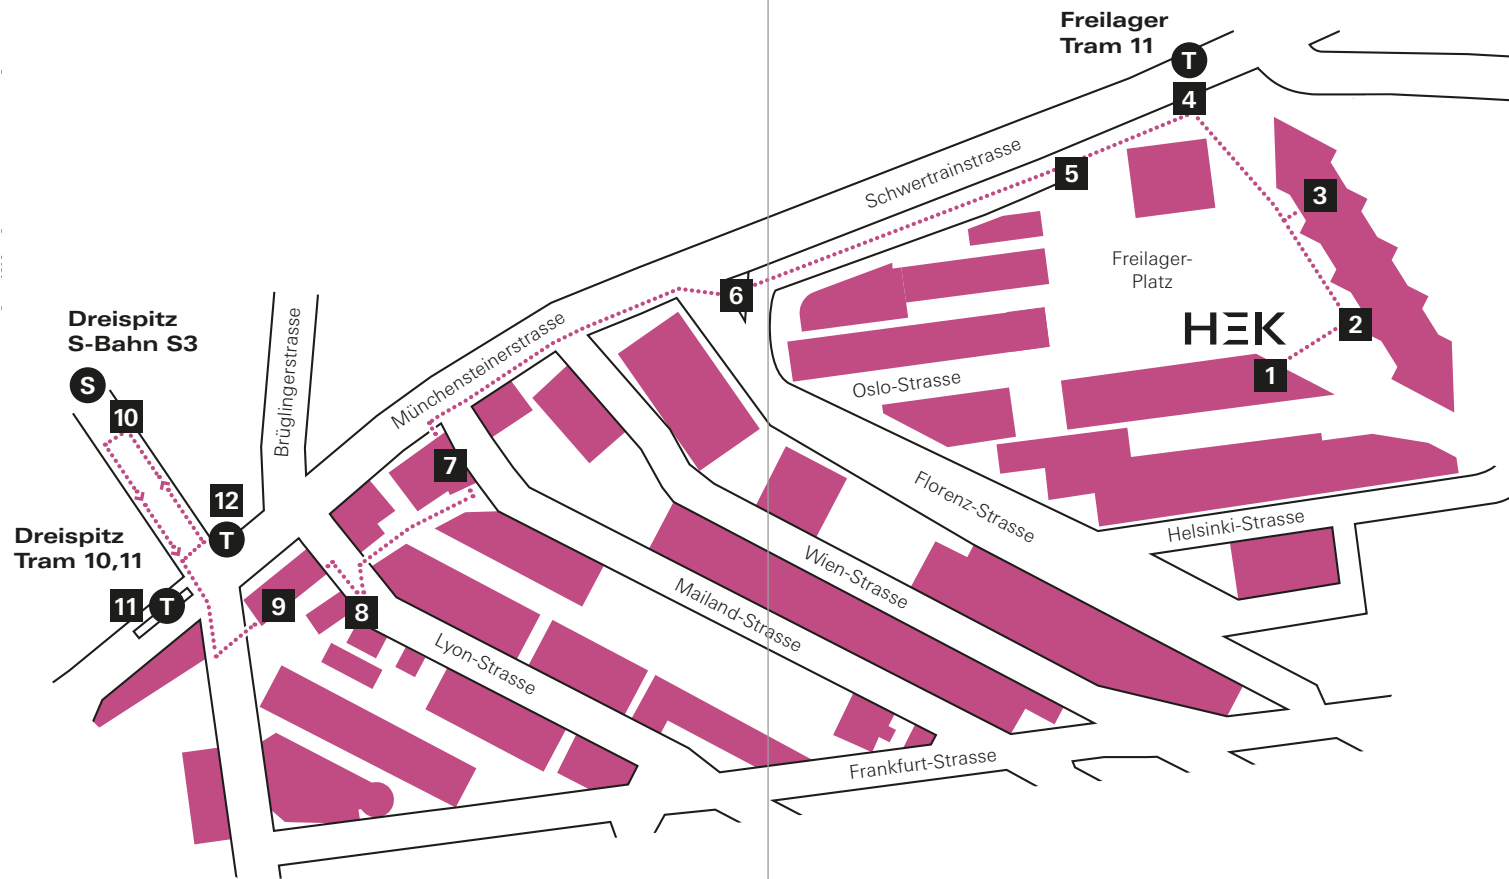 Freilager
Tram 11
T
4
Schwertrainstrasse
5
3
Freilager-
Platz
6
HEK
2
1
Oslo-Strasse
Münchensteinerstrasse
Brüglingerstrasse
Dreispitz
S-Bahn S3
S
10
7
12
T
Florenz-Strasse
Helsinki-Strasse
Dreispitz
Tram 10,11
11
T
9
8
Wien-Strasse
Mailand-Strasse
Lyon-Strasse
Frankfurt-Strasse